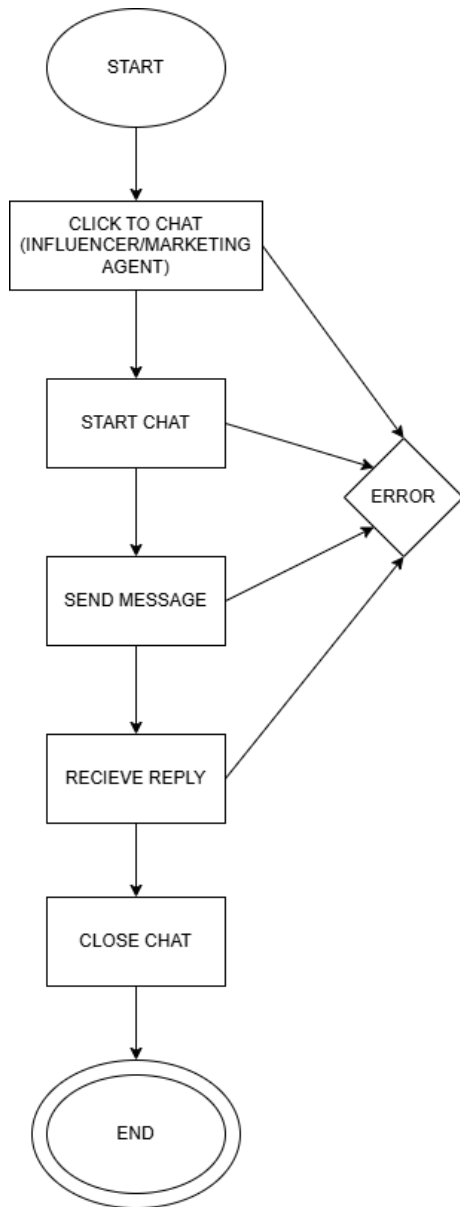 START
CLICK TO CHAT
(INFLUENCER/MARKETING
AGENT)
START CHAT
ERROR
SEND MESSAGE
RECIEVE REPLY
CLOSE CHAT
END